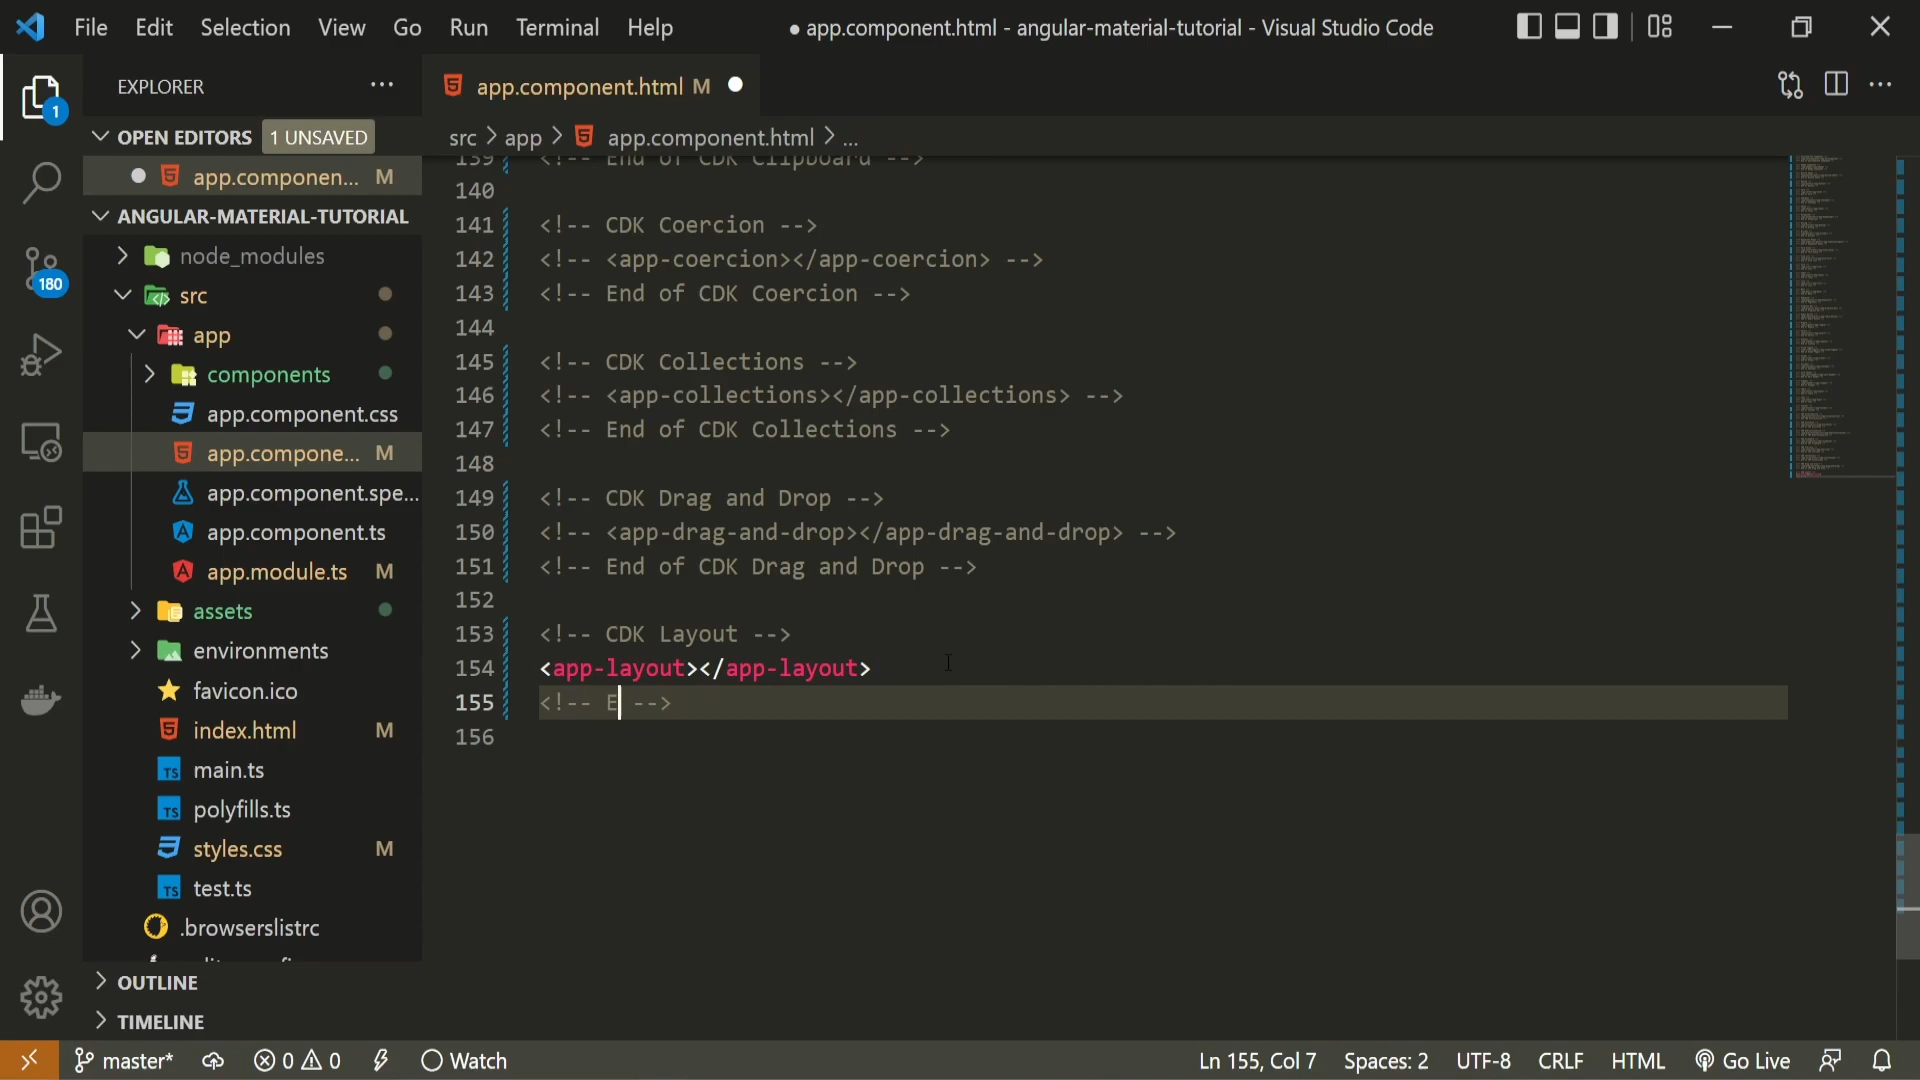 File Edit Selection View Go Run Terminal Help
● app.component.html - angular-material-tutorial - Visual Studio Code
EXPLORER
app.component.html M
1
OPEN EDITORS 1 UNSAVED
src > app > app.component.html > ...
app.componen... M
ANGULAR-MATERIAL-TUTORIAL
node_modules
180
src
app
components
app.component.css
app.compone... M
app.component.spe...
app.component.ts
app.module.ts M
assets
environments
favicon.ico
index.html M
TS main.ts
TS polyfills.ts
styles.css M
TS test.ts
.browserslistrc
OUTLINE
TIMELINE
139 <!-- End of CDK Clipboard -->
140
141 <!-- CDK Coercion -->
142 <!-- <app-coercion></app-coercion> -->
143 <!-- End of CDK Coercion -->
144
145 <!-- CDK Collections -->
146 <!-- <app-collections></app-collections> -->
147 <!-- End of CDK Collections -->
148
149 <!-- CDK Drag and Drop -->
150 <!-- <app-drag-and-drop></app-drag-and-drop> -->
151 <!-- End of CDK Drag and Drop -->
152
153 <!-- CDK Layout -->
154 <app-layout></app-layout>
155 <!-- E -->
156
master* 0 0 Watch
Ln 155, Col 7 Spaces: 2 UTF-8 CRLF HTML Go Live